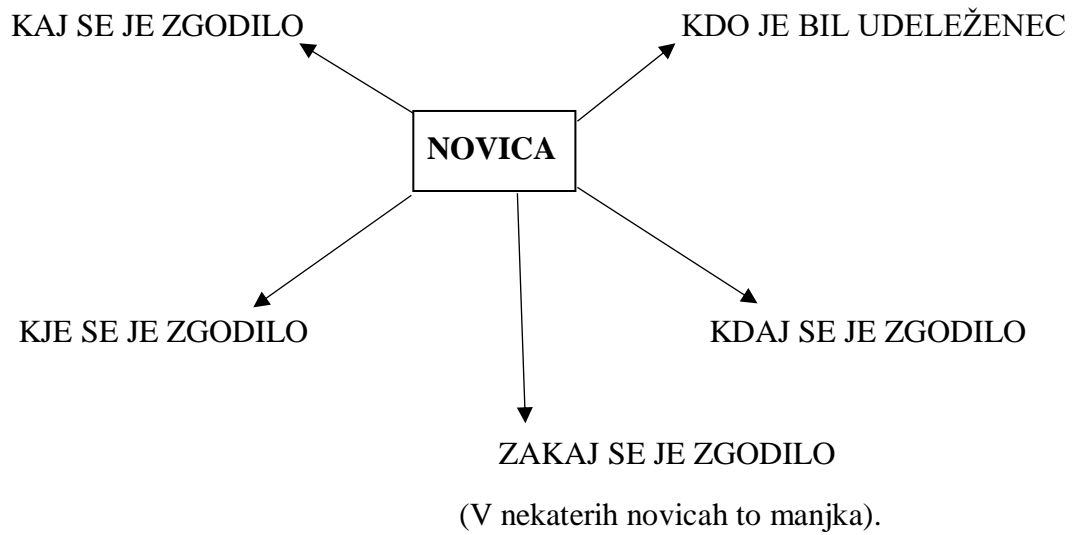 KAJ SE JE ZGODILO
KDO JE BIL UDELEŽENEC
NOVICA
KJE SE JE ZGODILO
KDAJ SE JE ZGODILO
ZAKAJ SE JE ZGODILO
(V nekaterih novicah to manjka).